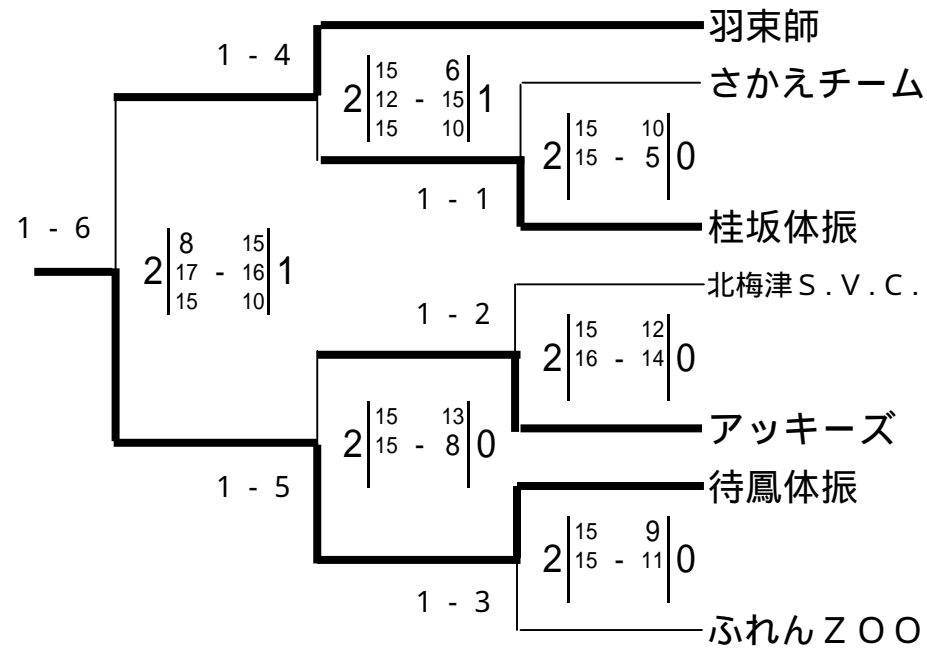 羽束師
1 - 4
さかえチーム
2 15 - 6 1
12 - 15
15 - 10
2 15 - 10 0
15 - 5
1 - 1
1 - 6
桂坂体振
2 8 - 15 1
17 - 16
15 - 10
北梅津Ｓ．Ｖ．Ｃ．
1 - 2
2 15 - 12 0
16 - 14
アッキーズ
2 15 - 13 0
15 - 8
1 - 5
待鳳体振
2 15 - 9 0
15 - 11
1 - 3
ふれんＺＯＯ